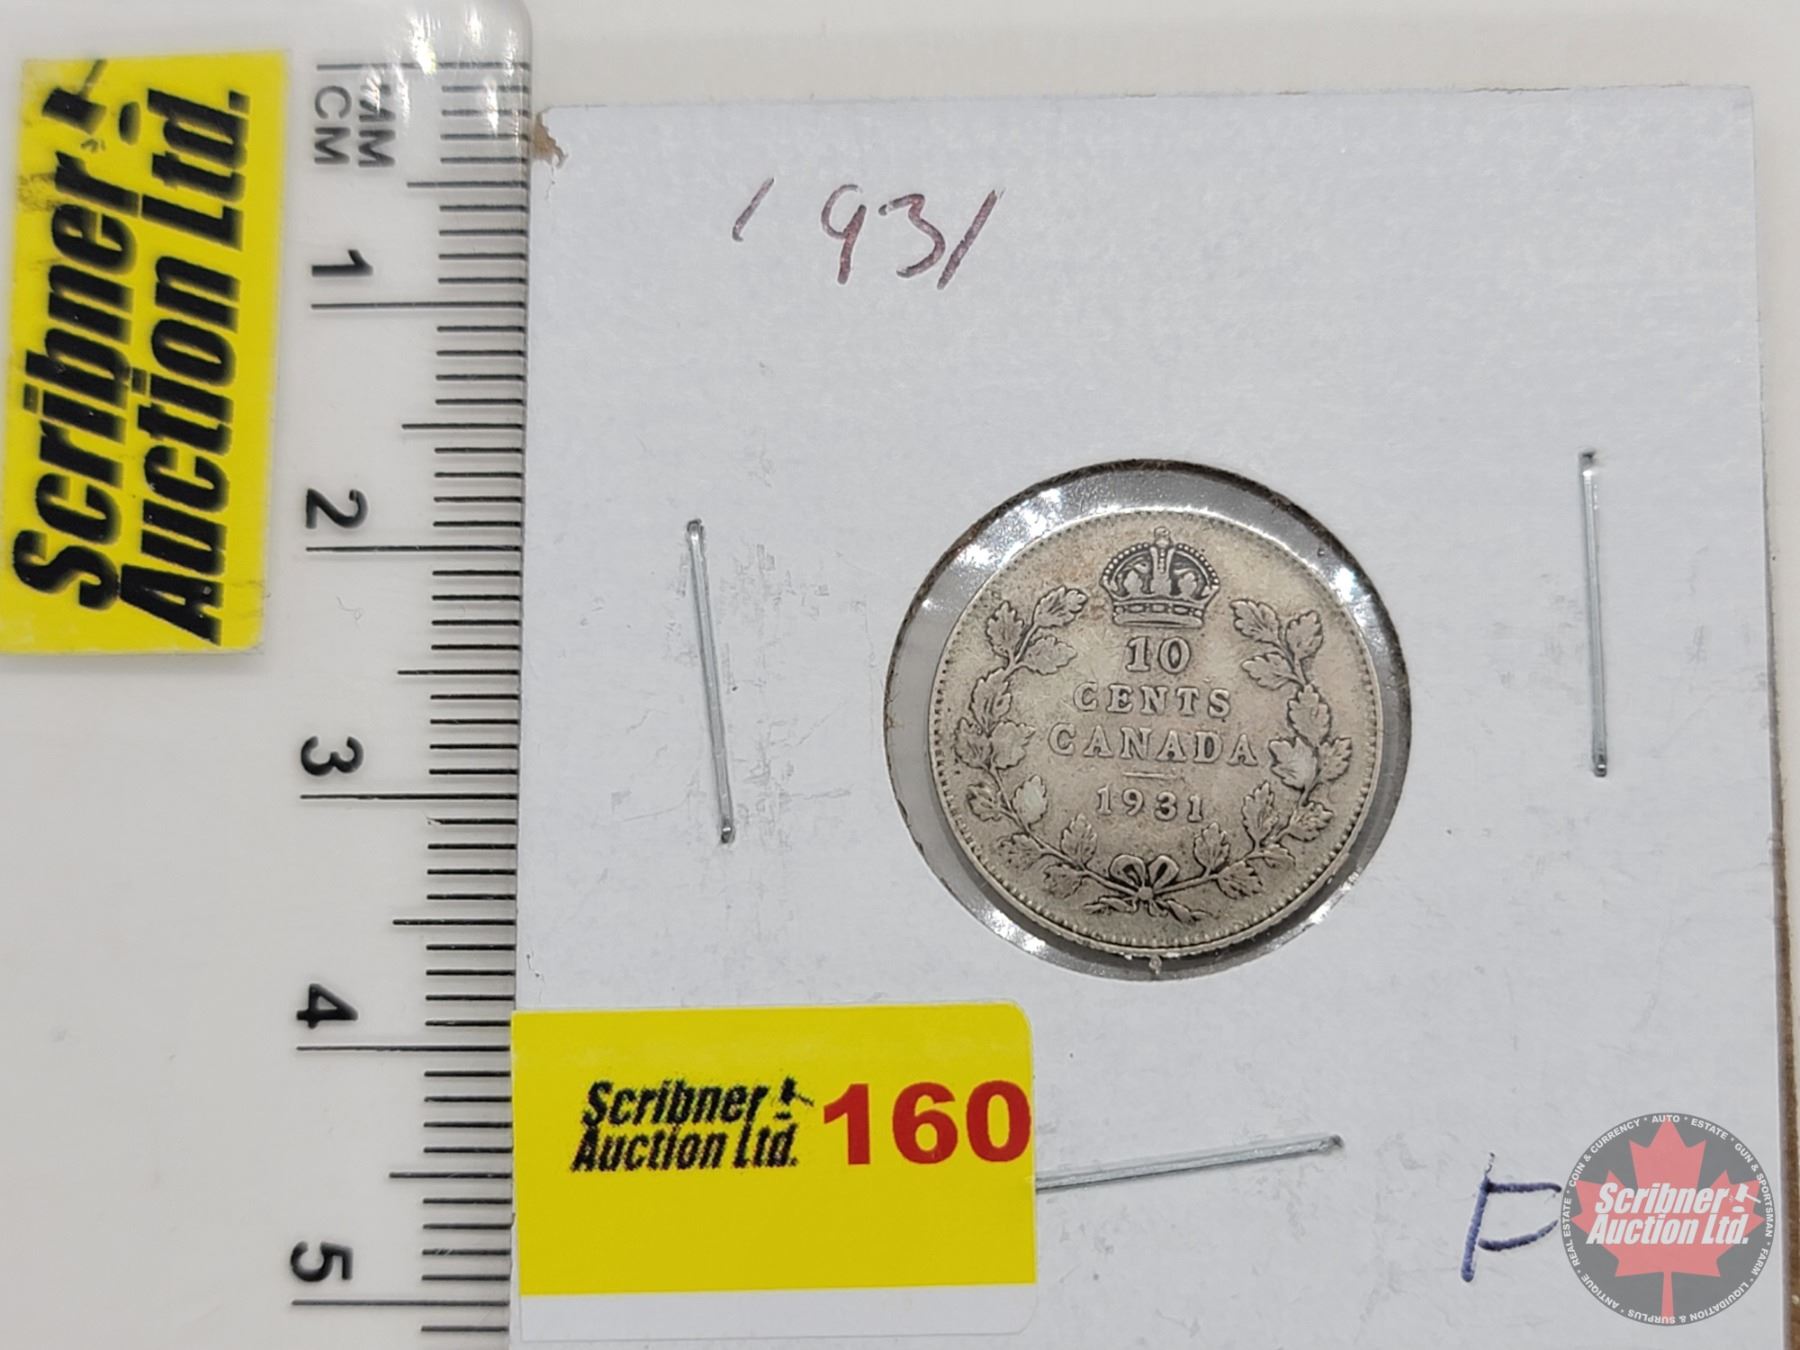 Scribner
Auction Ltd.
MM
CM
1
2
3
4
5
1931
10
CENTS
CANADA
1931
Scribner
Auction Ltd.
160
P
COIN & CURRENCY · AUTO · ESTATE · GUN & SPORTSMAN · FARM · LIQUIDATION & SURPLUS · ANTIQUE · REAL ESTATE ·
Scribner
Auction Ltd.